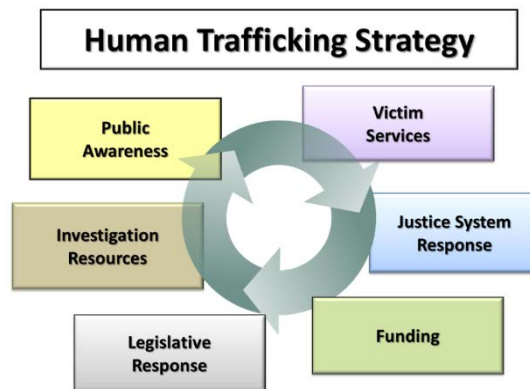 Human Trafficking Strategy
Public
Awareness
Victim
Services
Investigation
Resources
Justice System
Response
Legislative
Response
Funding